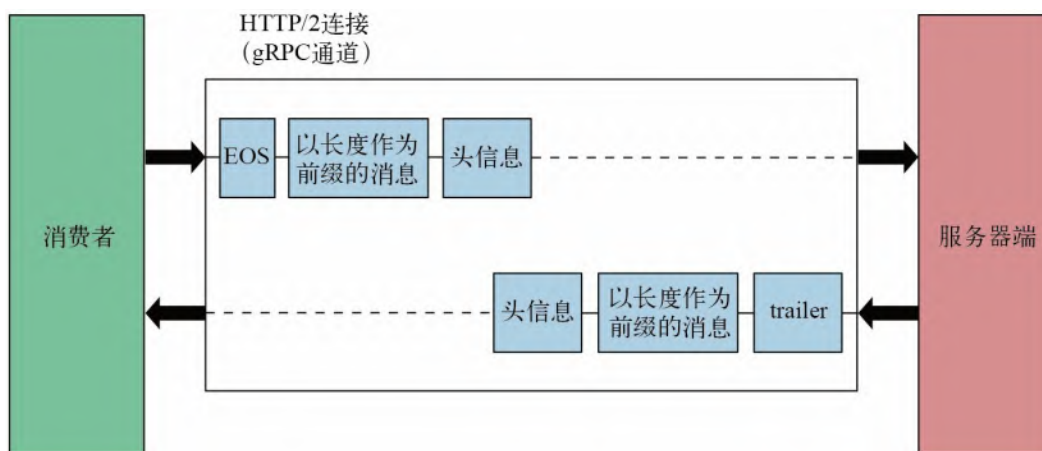 HTTP/2连接
（gRPC通道）
EOS
以长度作为
前缀的消息
头信息
消费者
服务器端
头信息
以长度作为
前缀的消息
trailer